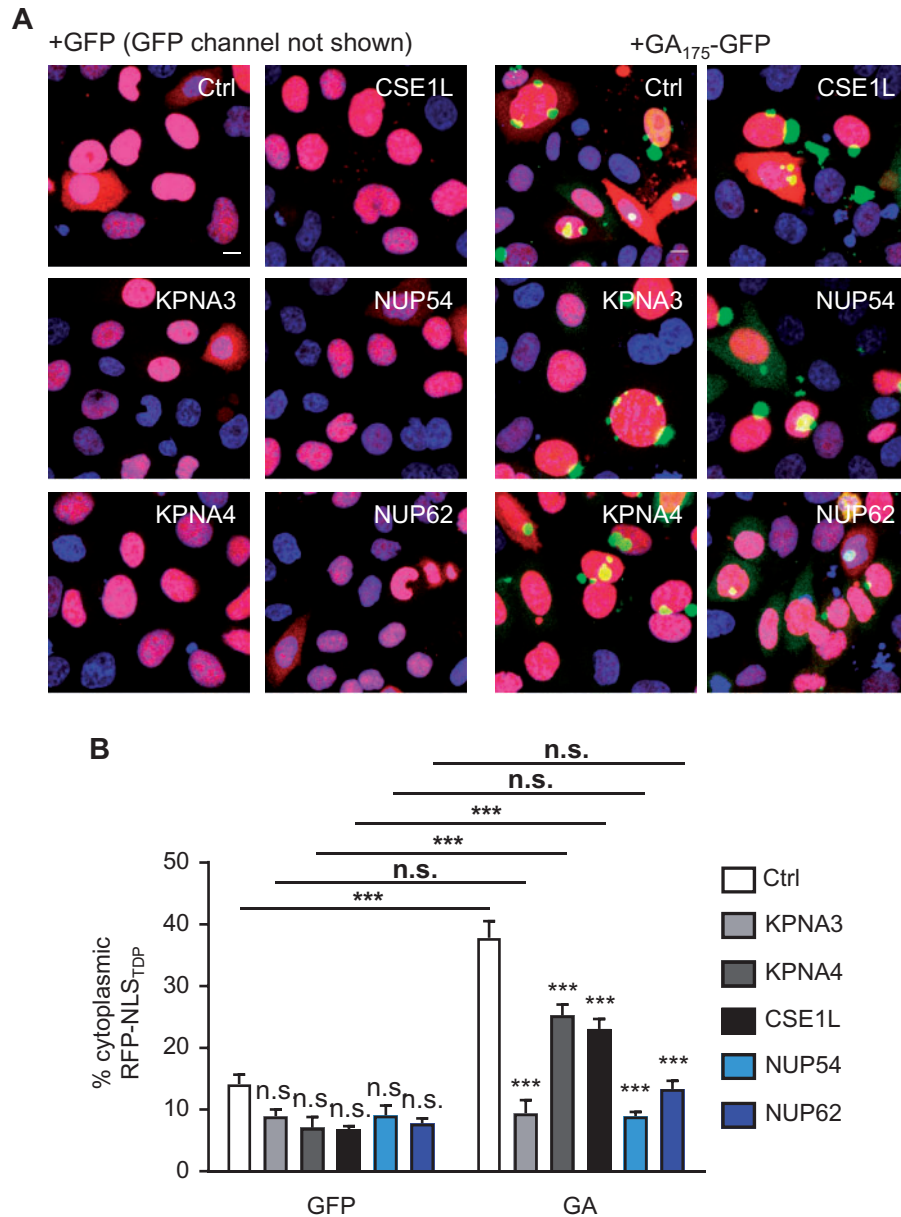 A
+GFP (GFP channel not shown)
+GA175-GFP
Ctrl
CSE1L
Ctrl
CSE1L
KPNA3
NUP54
KPNA3
NUP54
KPNA4
NUP62
KPNA4
NUP62
B
n.s.
n.s.
***
***
n.s.
***
% cytoplasmic
RFP-NLSTDP
50
40
30
20
10
0
n.s.
n.s.
n.s.
n.s.
n.s.
***
***
***
***
***
GFP
GA
Ctrl
KPNA3
KPNA4
CSE1L
NUP54
NUP62